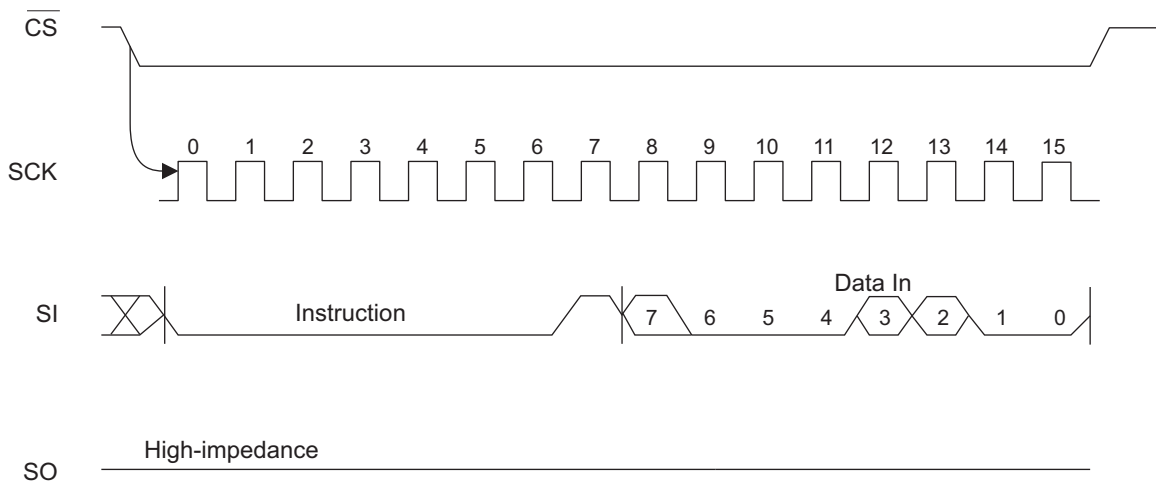 CS
0 1 2 3 4 5 6 7 8 9 10 11 12 13 14 15
SCK
Data In
SI
Instruction
7 6 5 4 3 2 1 0
High-impedance
SO